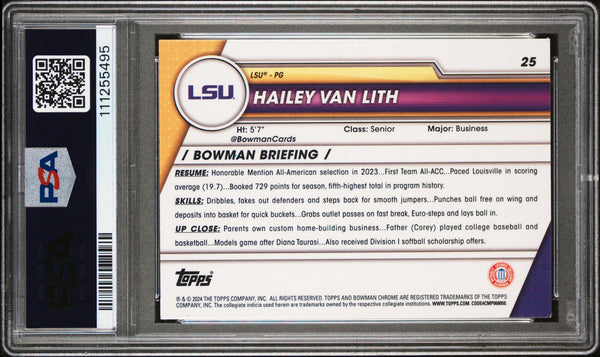 111255495
PSA
PSA
LSU
LSU® - PG
25
HAILEY VAN LITH
Ht: 5'7" Class: Senior Major: Business
@BowmanCards
/ BOWMAN BRIEFING /
RESUME: Honorable Mention All-American selection in 2023...First Team All-ACC...Paced Louisville in
scoring average (19.7)...Booked 729 points for season, fifth-highest total in program history.
SKILLS: Dribbles, fakes out defenders and steps back for smooth jumpers...Punches ball free on wing and
deposits into basket for quick buckets...Grabs outlet passes on fast break, Euro-steps and lays ball in.
UP CLOSE: Parents own custom home-building business...Father (Corey) played college baseball and
basketball...Models game after Diana Taurasi...Also received Division I softball scholarship offers.
TOPPS
® & © 2024 THE TOPPS COMPANY, INC. ALL RIGHTS RESERVED. TOPPS AND BOWMAN CHROME ARE REGISTERED TRADEMARKS OF THE TOPPS
COMPANY, INC. The collegiate indicia used herein are trademarks owned by the respective collegiate institutions. WWW.TOPPS.COM.